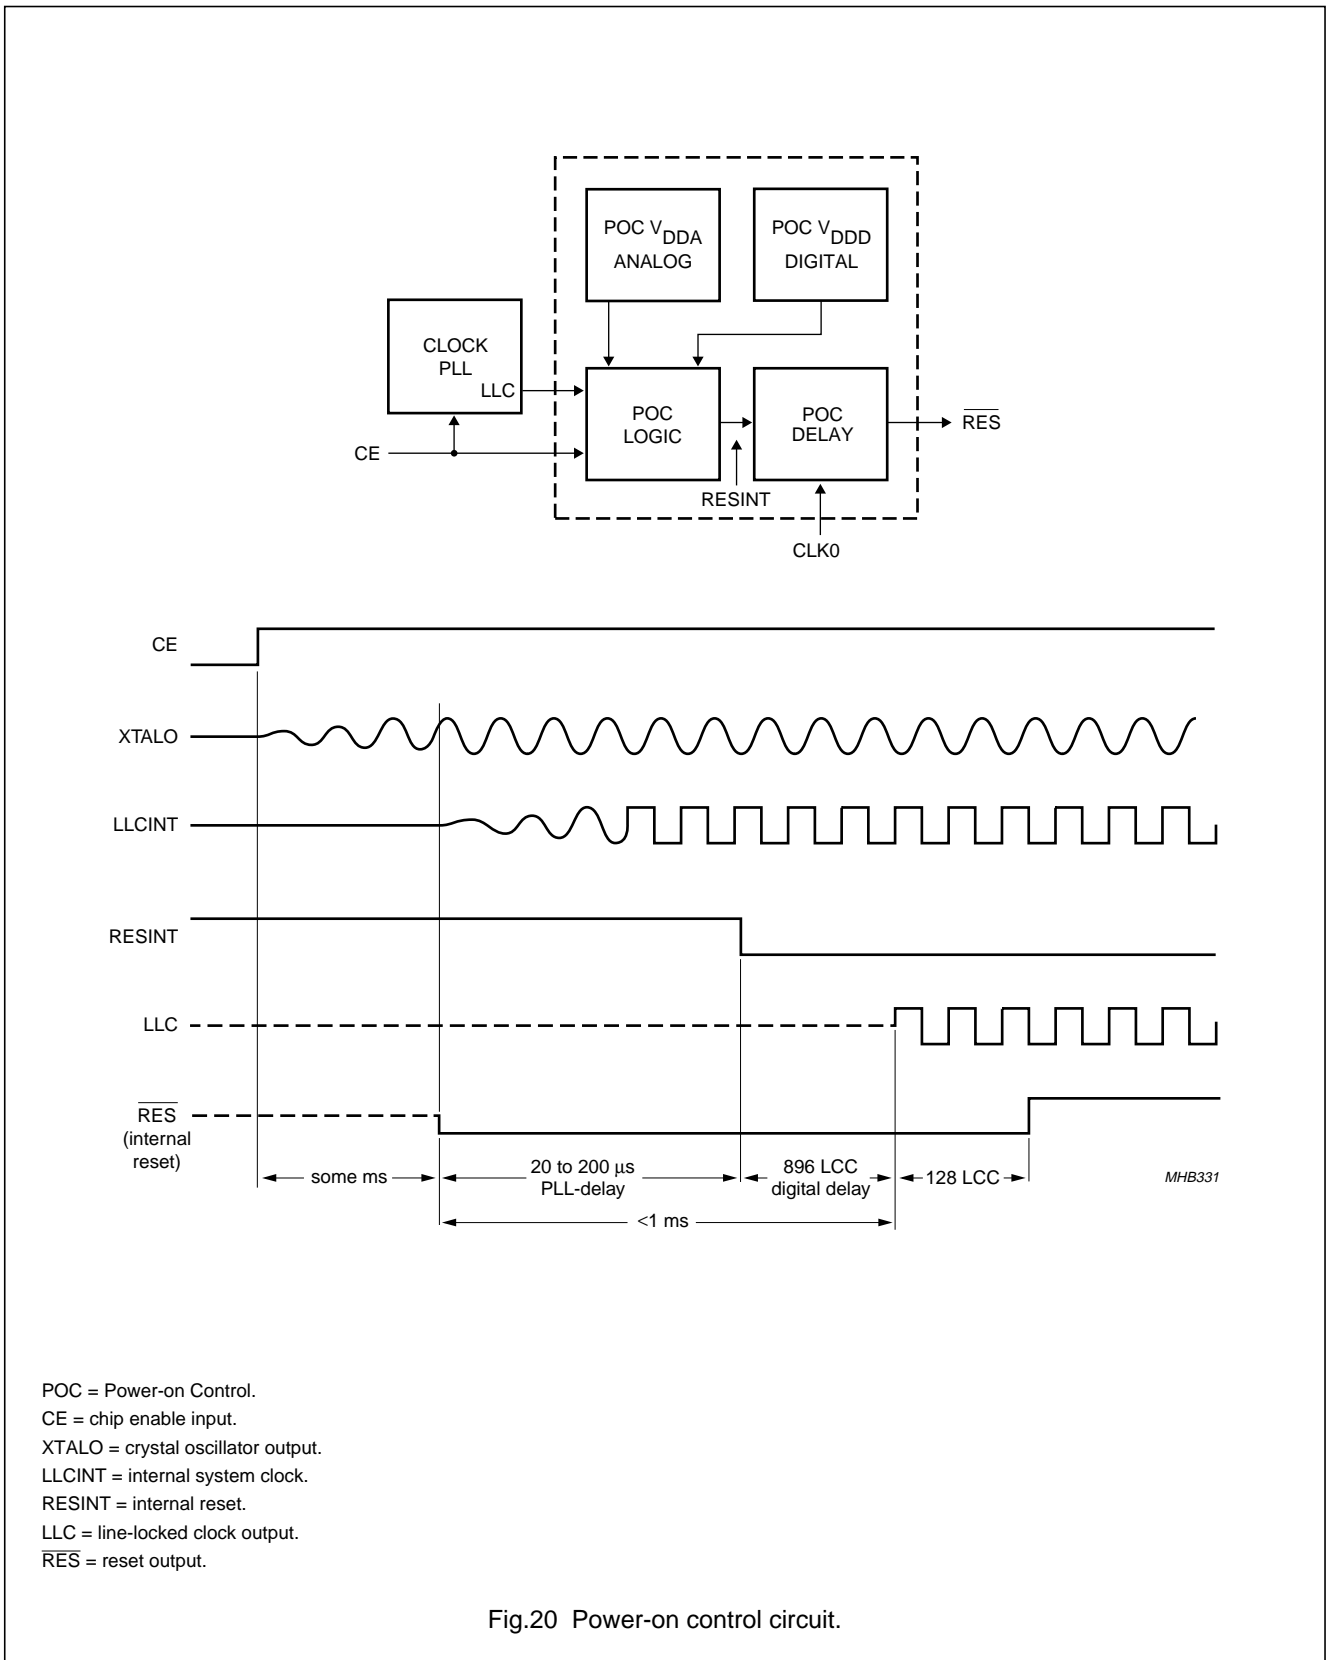 POC VDDA
ANALOG
POC VDDD
DIGITAL
CLOCK
PLL
LLC
POC
LOGIC
POC
DELAY
RES
CE
RESINT
CLK0
CE
XTALO
LLCINT
RESINT
LLC
RES
(internal
reset)
some ms
20 to 200 μs
PLL-delay
896 LCC
digital delay
128 LCC
<1 ms
MHB331
POC = Power-on Control.
CE = chip enable input.
XTALO = crystal oscillator output.
LLCINT = internal system clock.
RESINT = internal reset.
LLC = line-locked clock output.
RES = reset output.
Fig.20 Power-on control circuit.